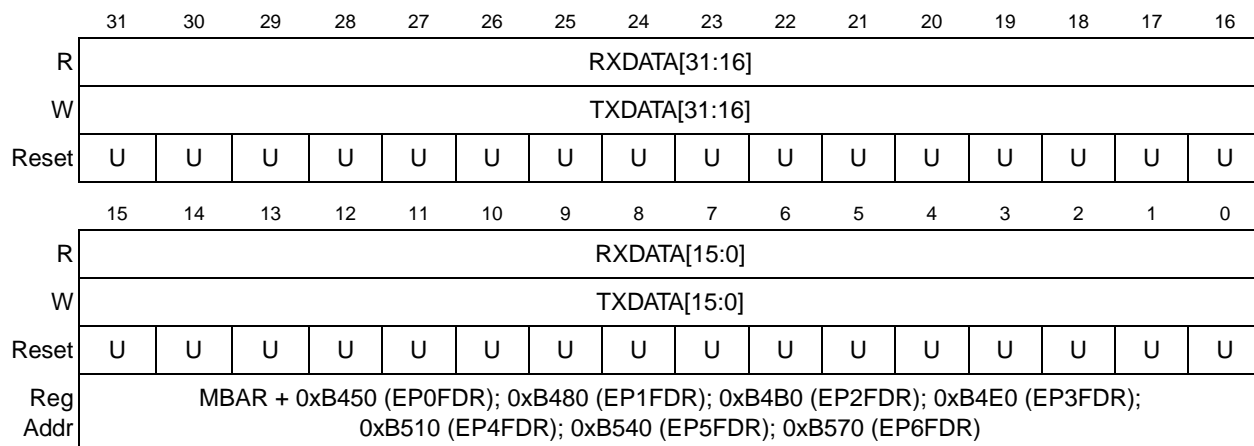 31 30 29 28 27 26 25 24 23 22 21 20 19 18 17 16
R RXDATA[31:16]
W TXDATA[31:16]
Reset U U U U U U U U U U U U U U U U
15 14 13 12 11 10 9 8 7 6 5 4 3 2 1 0
R RXDATA[15:0]
W TXDATA[15:0]
Reset U U U U U U U U U U U U U U U U
Reg MBAR + 0xB450 (EP0FDR); 0xB480 (EP1FDR); 0xB4B0 (EP2FDR); 0xB4E0 (EP3FDR);
Addr 0xB510 (EP4FDR); 0xB540 (EP5FDR); 0xB570 (EP6FDR)